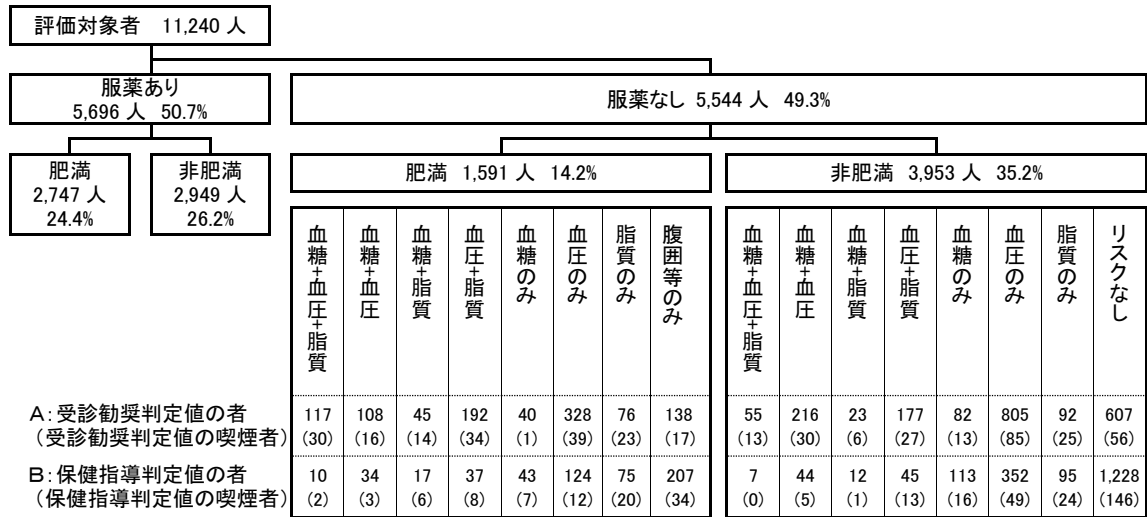 評価対象者 11,240 人
服薬あり
5,696 人 50.7%
服薬なし 5,544 人 49.3%
肥満
2,747 人
24.4%
非肥満
2,949 人
26.2%
肥満 1,591 人 14.2%
非肥満 3,953 人 35.2%
血糖+血圧+脂質
血糖+血圧
血糖+脂質
血圧+脂質
血糖のみ
血圧のみ
脂質のみ
腹囲等のみ
血糖+血圧+脂質
血糖+血圧
血糖+脂質
血圧+脂質
血糖のみ
血圧のみ
脂質のみ
リスクなし
A:受診勧奨判定値の者 117 108 45 192 40 328 76 138 55 216 23 177 82 805 92 607
(受診勧奨判定値の喫煙者) (30) (16) (14) (34) (1) (39) (23) (17) (13) (30) (6) (27) (13) (85) (25) (56)
B:保健指導判定値の者 10 34 17 37 43 124 75 207 7 44 12 45 113 352 95 1,228
(保健指導判定値の喫煙者) (2) (3) (6) (8) (7) (12) (20) (34) (0) (5) (1) (13) (16) (49) (24) (146)